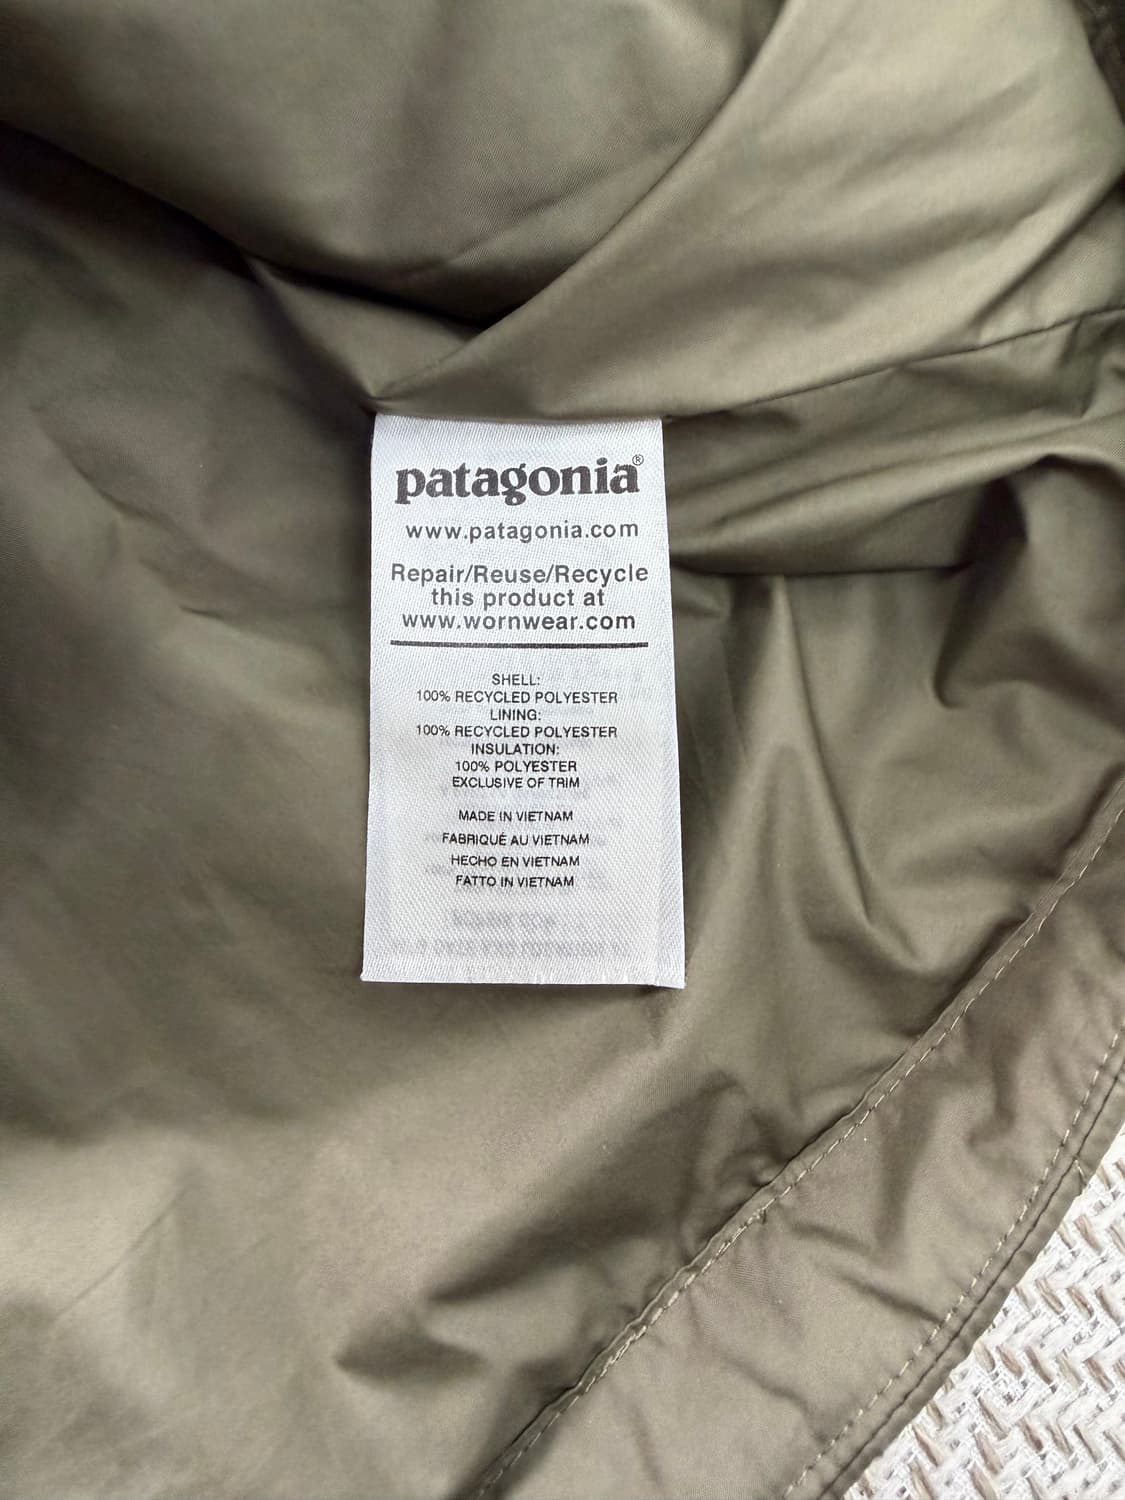 patagonia®
www.patagonia.com
Repair/Reuse/Recycle
this product at
www.wornwear.com
SHELL:
100% RECYCLED POLYESTER
LINING:
100% RECYCLED POLYESTER
INSULATION:
100% POLYESTER
EXCLUSIVE OF TRIM
MADE IN VIETNAM
FABRIQUÉ AU VIETNAM
HECHO EN VIETNAM
FATTO IN VIETNAM